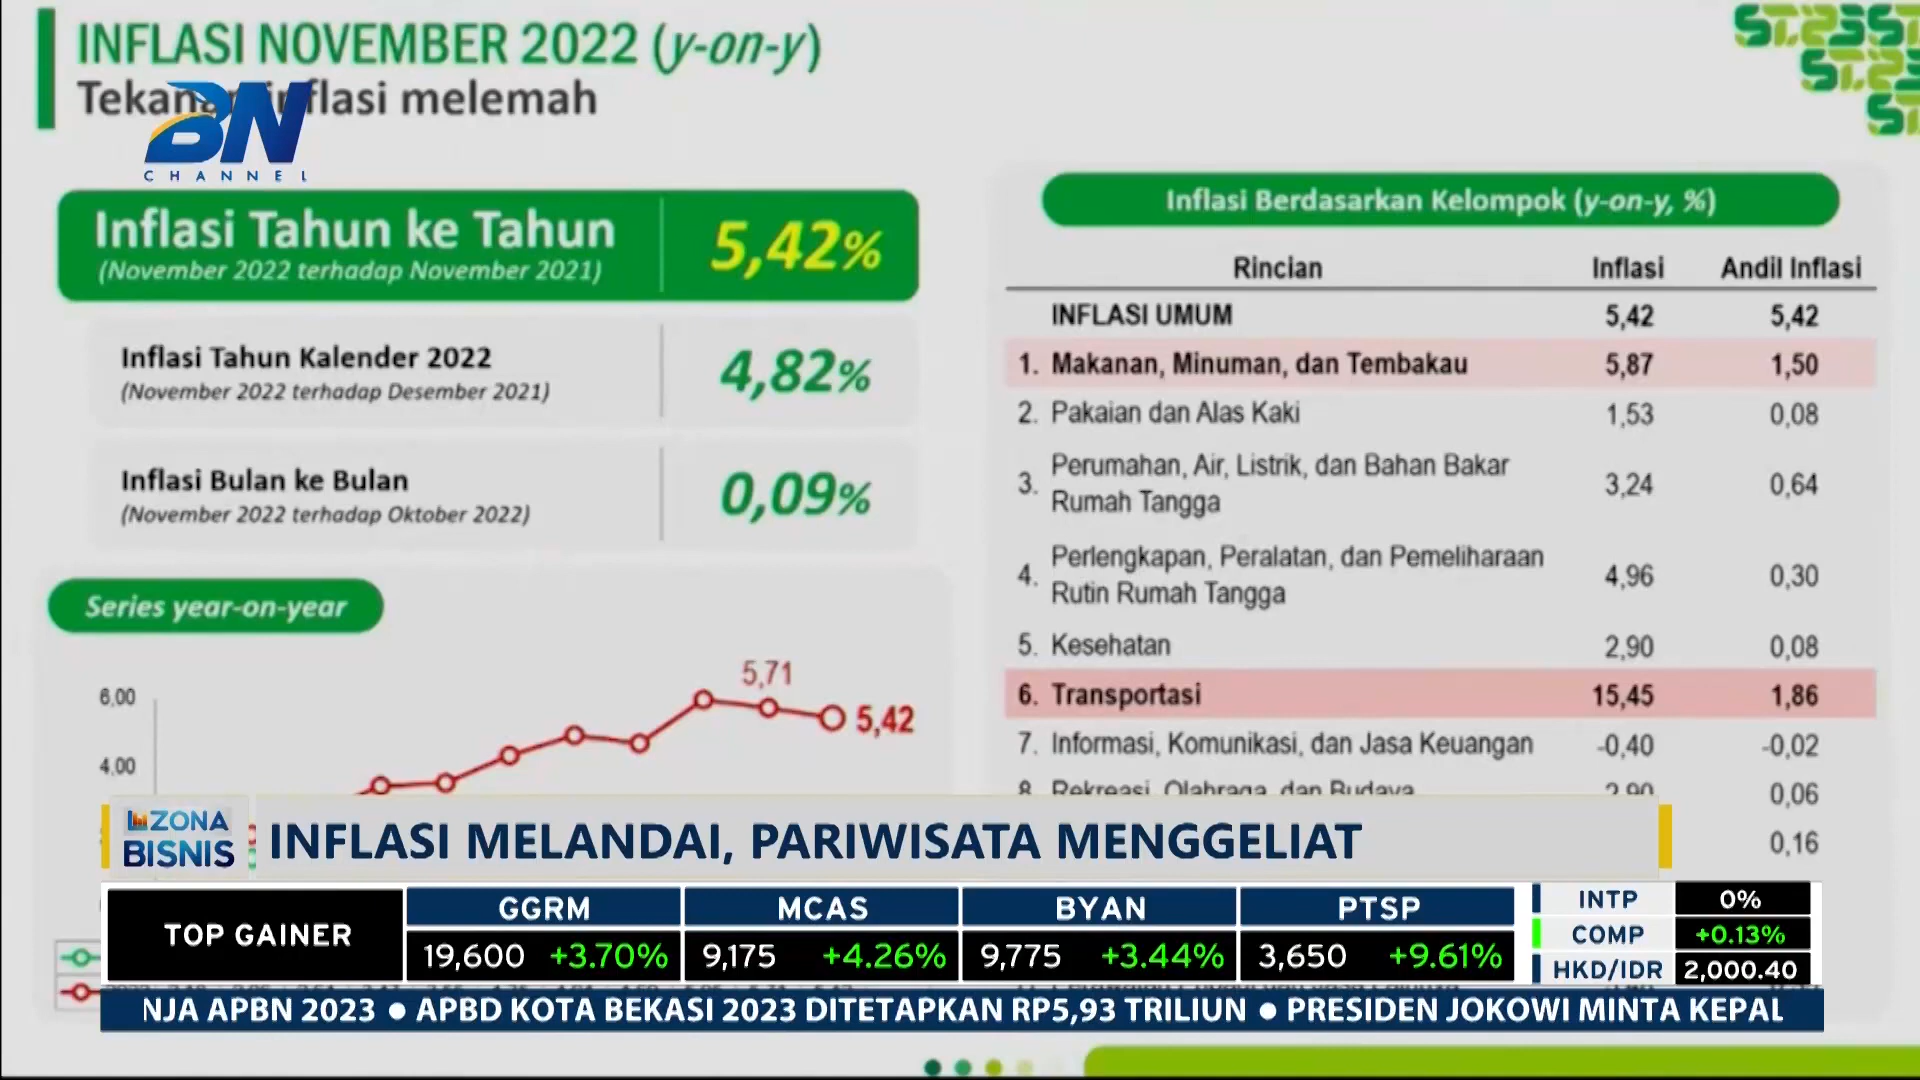 INFLASI NOVEMBER 2022 (y-on-y)
Tekanan inflasi melemah
BN
CHANNEL
Inflasi Tahun ke Tahun
(November 2022 terhadap November 2021)
5,42%
Inflasi Tahun Kalender 2022
(November 2022 terhadap Desember 2021)
4,82%
Inflasi Bulan ke Bulan
(November 2022 terhadap Oktober 2022)
0,09%
Series year-on-year
6,00
4,00
5,71
5,42
Inflasi Berdasarkan Kelompok (y-on-y, %)
Rincian Inflasi Andil Inflasi
INFLASI UMUM 5,42 5,42
1. Makanan, Minuman, dan Tembakau 5,87 1,50
2. Pakaian dan Alas Kaki 1,53 0,08
3. Perumahan, Air, Listrik, dan Bahan Bakar
Rumah Tangga 3,24 0,64
4. Perlengkapan, Peralatan, dan Pemeliharaan
Rutin Rumah Tangga 4,96 0,30
5. Kesehatan 2,90 0,08
6. Transportasi 15,45 1,86
7. Informasi, Komunikasi, dan Jasa Keuangan -0,40 -0,02
8. Rekreasi, Olahraga, dan Budaya 2,90 0,06
0,16
ZONA
BISNIS
INFLASI MELANDAI, PARIWISATA MENGGELIAT
TOP GAINER
GGRM
19,600 +3.70%
MCAS
9,175 +4.26%
BYAN
9,775 +3.44%
PTSP
3,650 +9.61%
INTP 0%
COMP +0.13%
HKD/IDR 2,000.40
NJA APBN 2023 ● APBD KOTA BEKASI 2023 DITETAPKAN RP5,93 TRILIUN ● PRESIDEN JOKOWI MINTA KEPAL